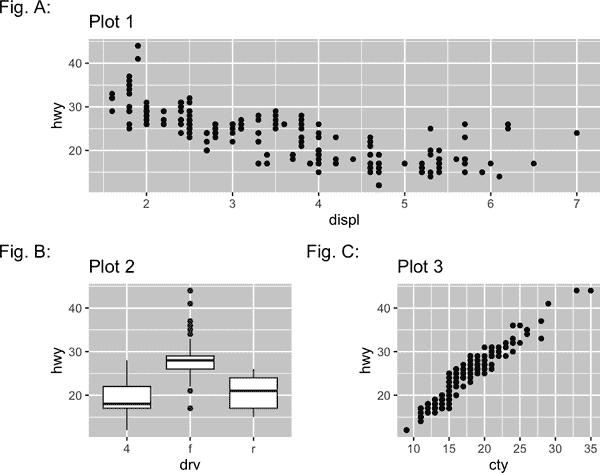 Fig. A:
Plot 1
hwy
40
30
20
2 3 4 5 6 7
displ
Fig. B:
Plot 2
hwy
40
30
20
4 f r
drv
Fig. C:
Plot 3
hwy
40
30
20
10 15 20 25 30 35
cty